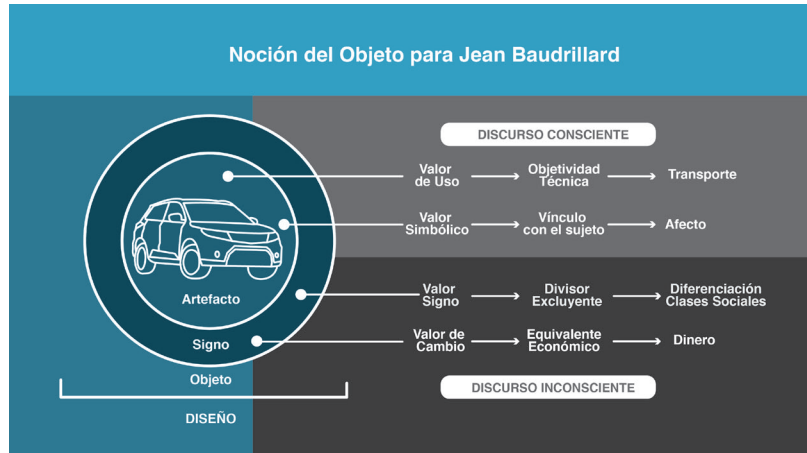 Noción del Objeto para Jean Baudrillard
DISCURSO CONSCIENTE
Valor
de Uso
Objetividad
Técnica
Transporte
Valor
Simbólico
Vínculo
con el sujeto
Afecto
Artefacto
Valor
Signo
Divisor
Excluyente
Diferenciación
Clases Sociales
Signo
Valor de
Cambio
Equivalente
Económico
Dinero
Objeto
DISCURSO INCONSCIENTE
DISEÑO